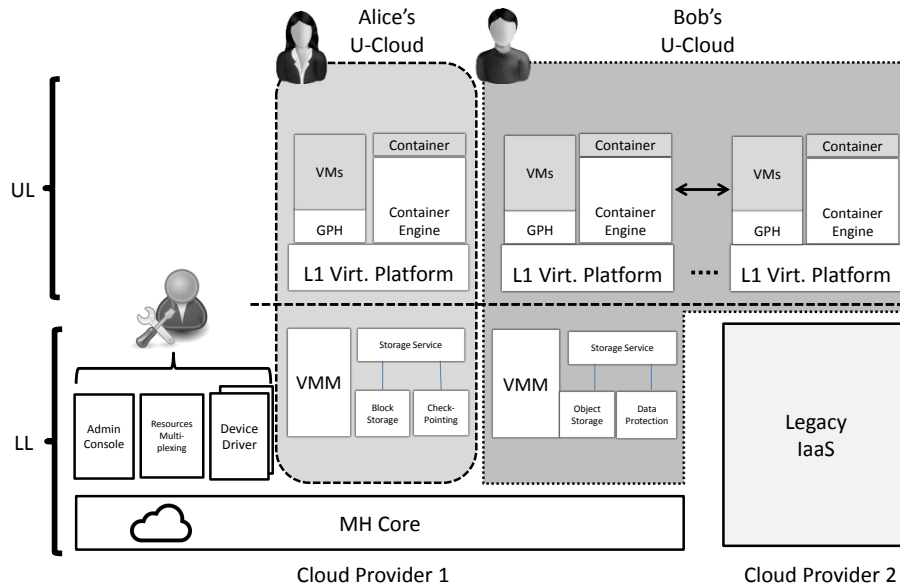 Alice's
U-Cloud
Bob's
U-Cloud
UL
VMs
GPH
Container
Container
Engine
L1 Virt. Platform
VMs
GPH
Container
Container
Engine
L1 Virt. Platform
....
VMs
GPH
Container
Container
Engine
L1 Virt. Platform
LL
Admin
Console
Resources
Multi-
plexing
Device
Driver
VMM
Storage Service
Block
Storage
Check-
Pointing
VMM
Storage Service
Object
Storage
Data
Protection
Legacy
IaaS
MH Core
Cloud Provider 1
Cloud Provider 2